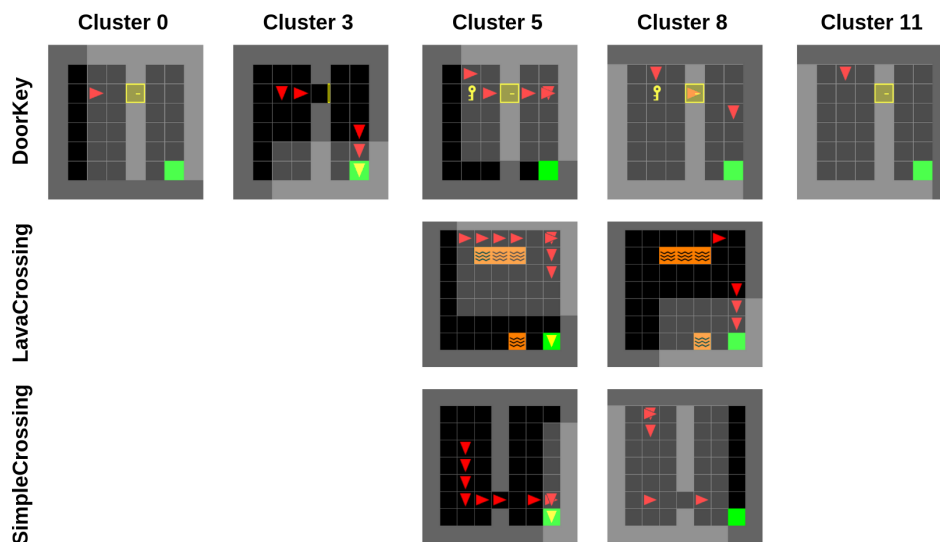 Cluster 0
Cluster 3
Cluster 5
Cluster 8
Cluster 11
DoorKey
LavaCrossing
SimpleCrossing